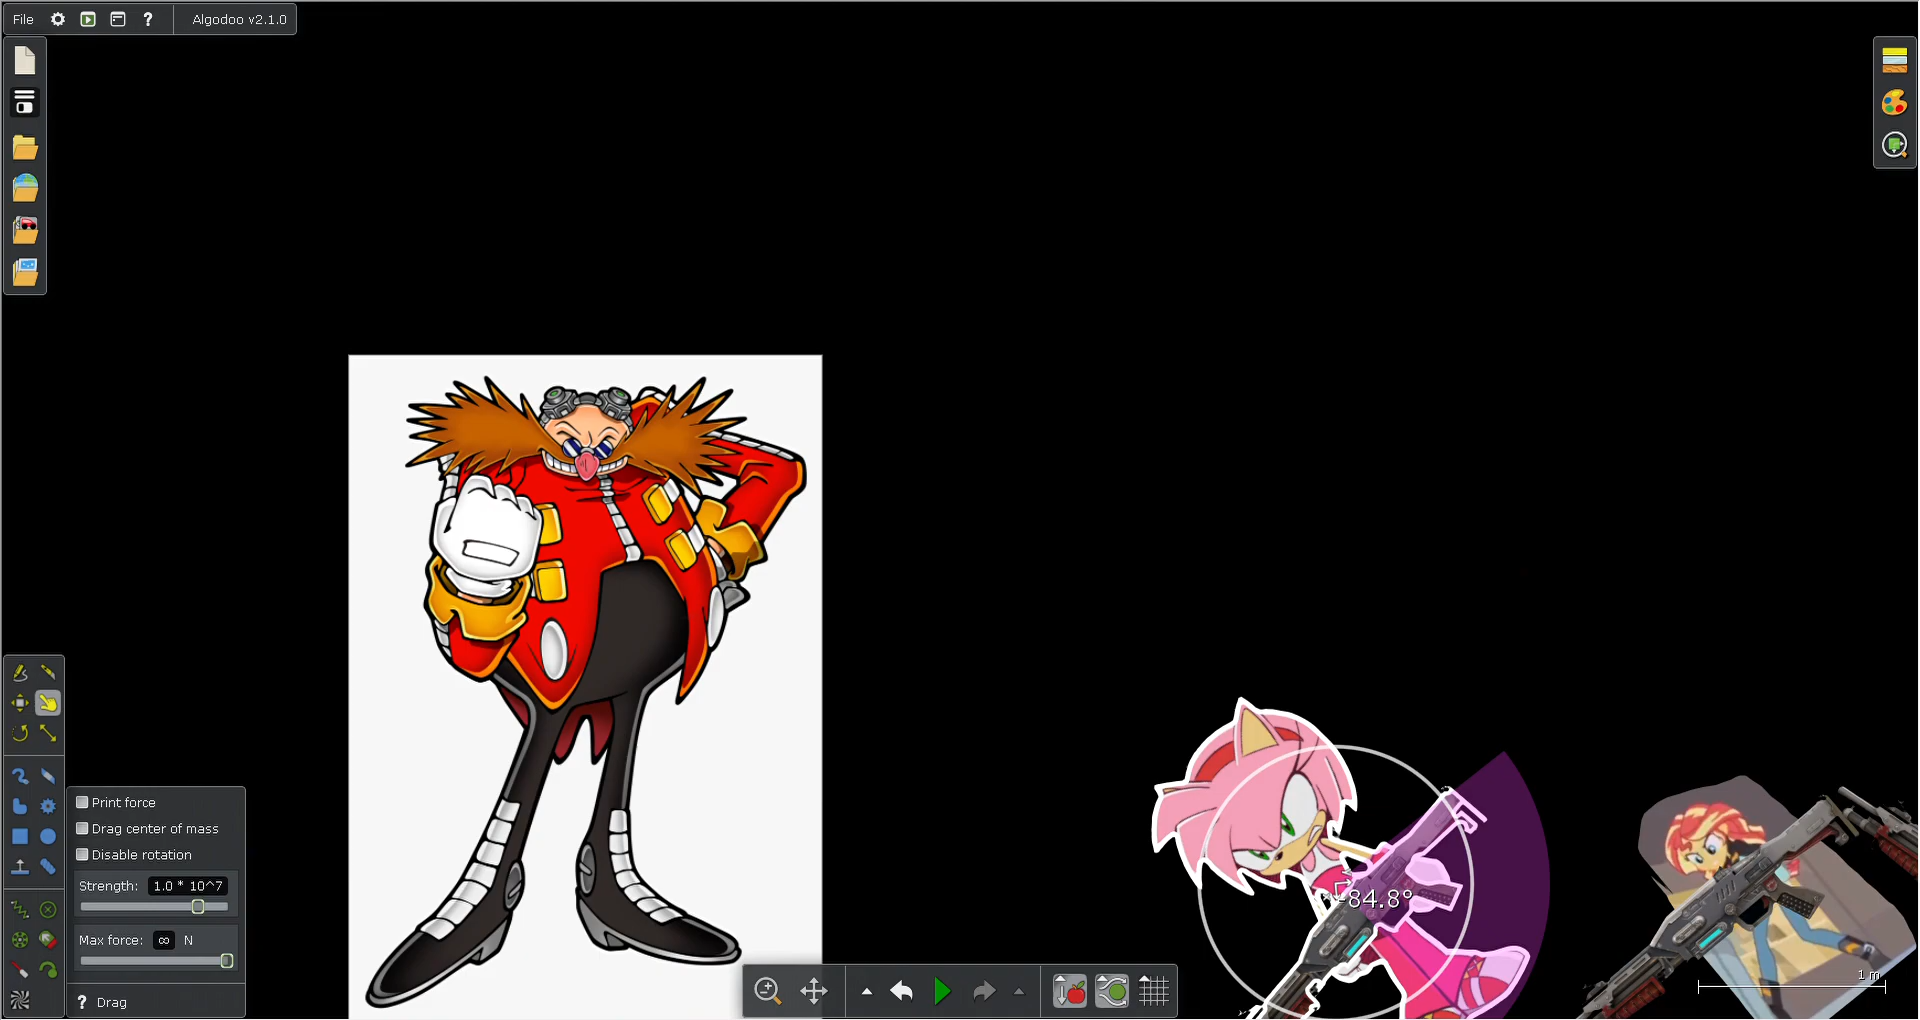 File ? Algodoo v2.1.0
Print force
Drag center of mass
Disable rotation
Strength: 1.0 * 10^7
Max force: ∞ N
? Drag
-84.8°
1 m